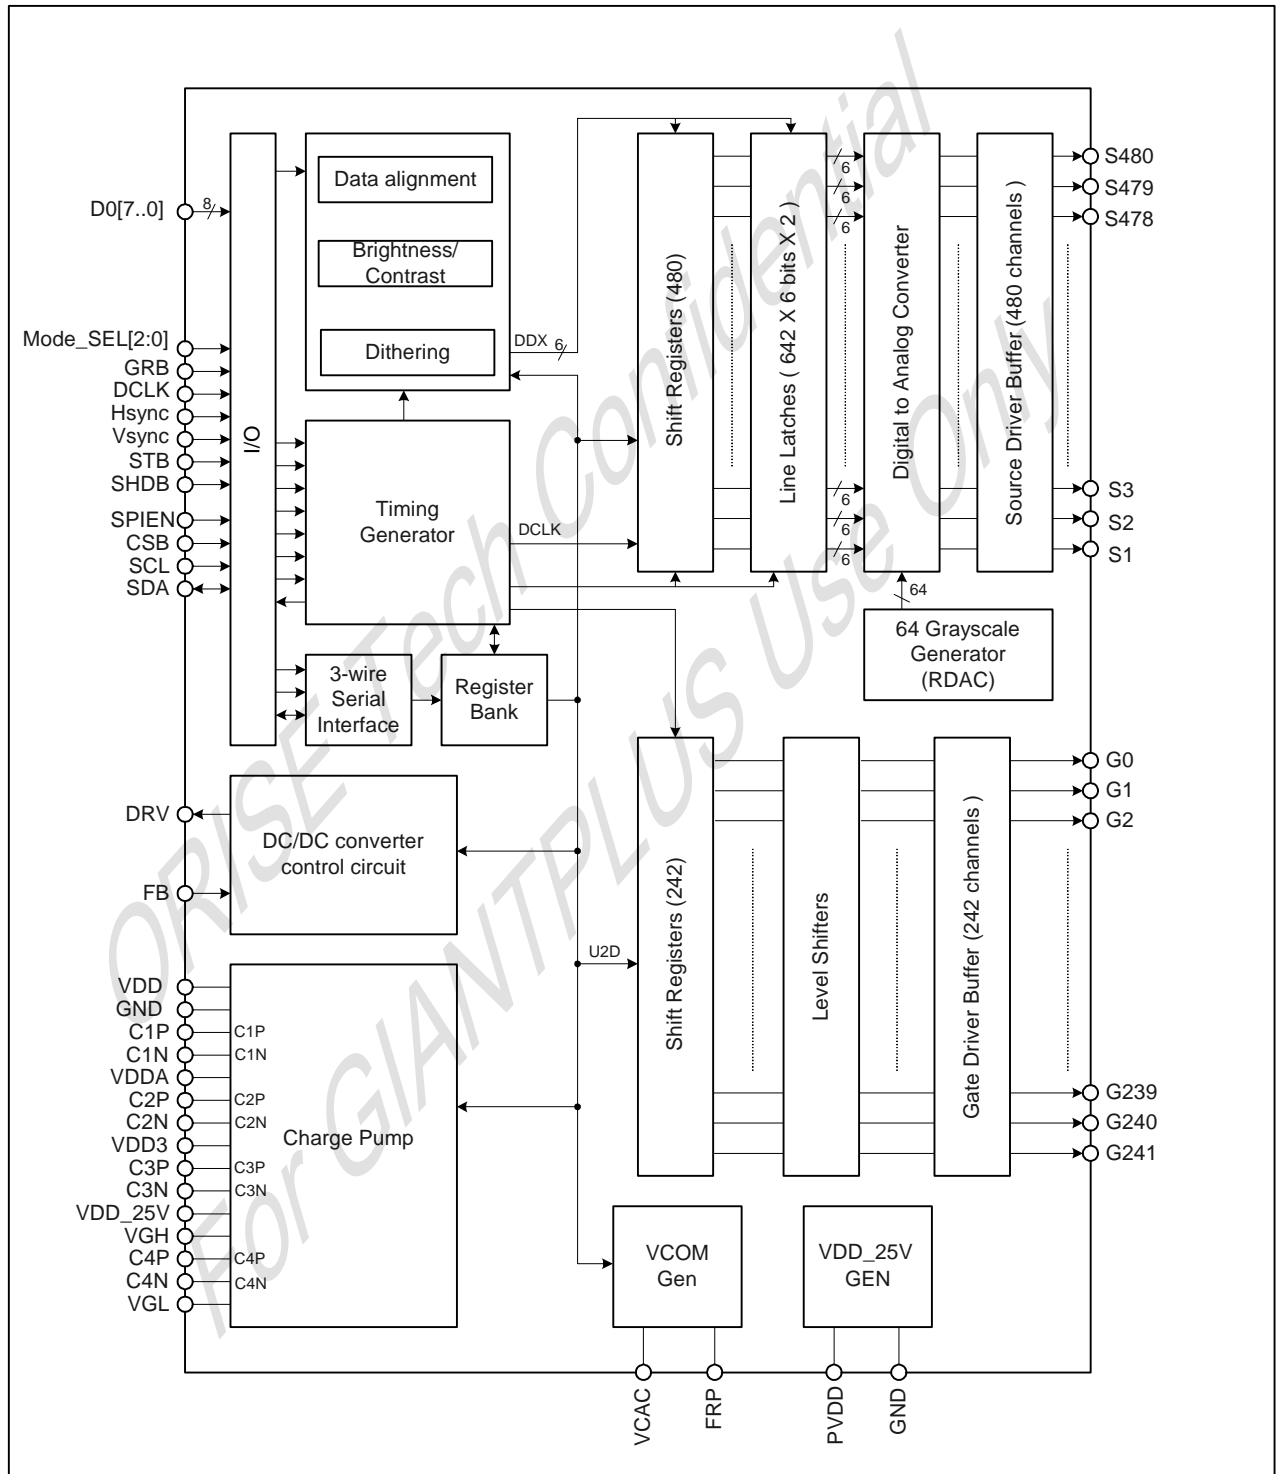 D0[7..0]
8
Mode_SEL[2:0]
GRB
DCLK
Hsync
Vsync
STB
SHDB
SPIEN
CSB
SCL
SDA
I/O
Data alignment
Brightness/
Contrast
Dithering
DDX 6
Timing
Generator
DCLK
3-wire
Serial
Interface
Register
Bank
Shift Registers (480)
Line Latches ( 642 X 6 bits X 2 )
6
6
6
6
6
6
Digital to Analog Converter
Source Driver Buffer (480 channels )
S480
S479
S478
S3
S2
S1
64
64 Grayscale
Generator
(RDAC)
DRV
FB
DC/DC converter
control circuit
U2D
Shift Registers (242)
Level Shifters
Gate Driver Buffer (242 channels )
G0
G1
G2
G239
G240
G241
VDD
GND
C1P
C1N
VDDA
C2P
C2N
VDD3
C3P
C3N
VDD_25V
VGH
C4P
C4N
VGL
C1P
C1N
C2P
C2N
C3P
C3N
C4P
C4N
Charge Pump
VCOM
Gen
VDD_25V
GEN
VCAC
FRP
PVDD
GND
ORISE Tech Confidential
For GIANTPLUS Use Only